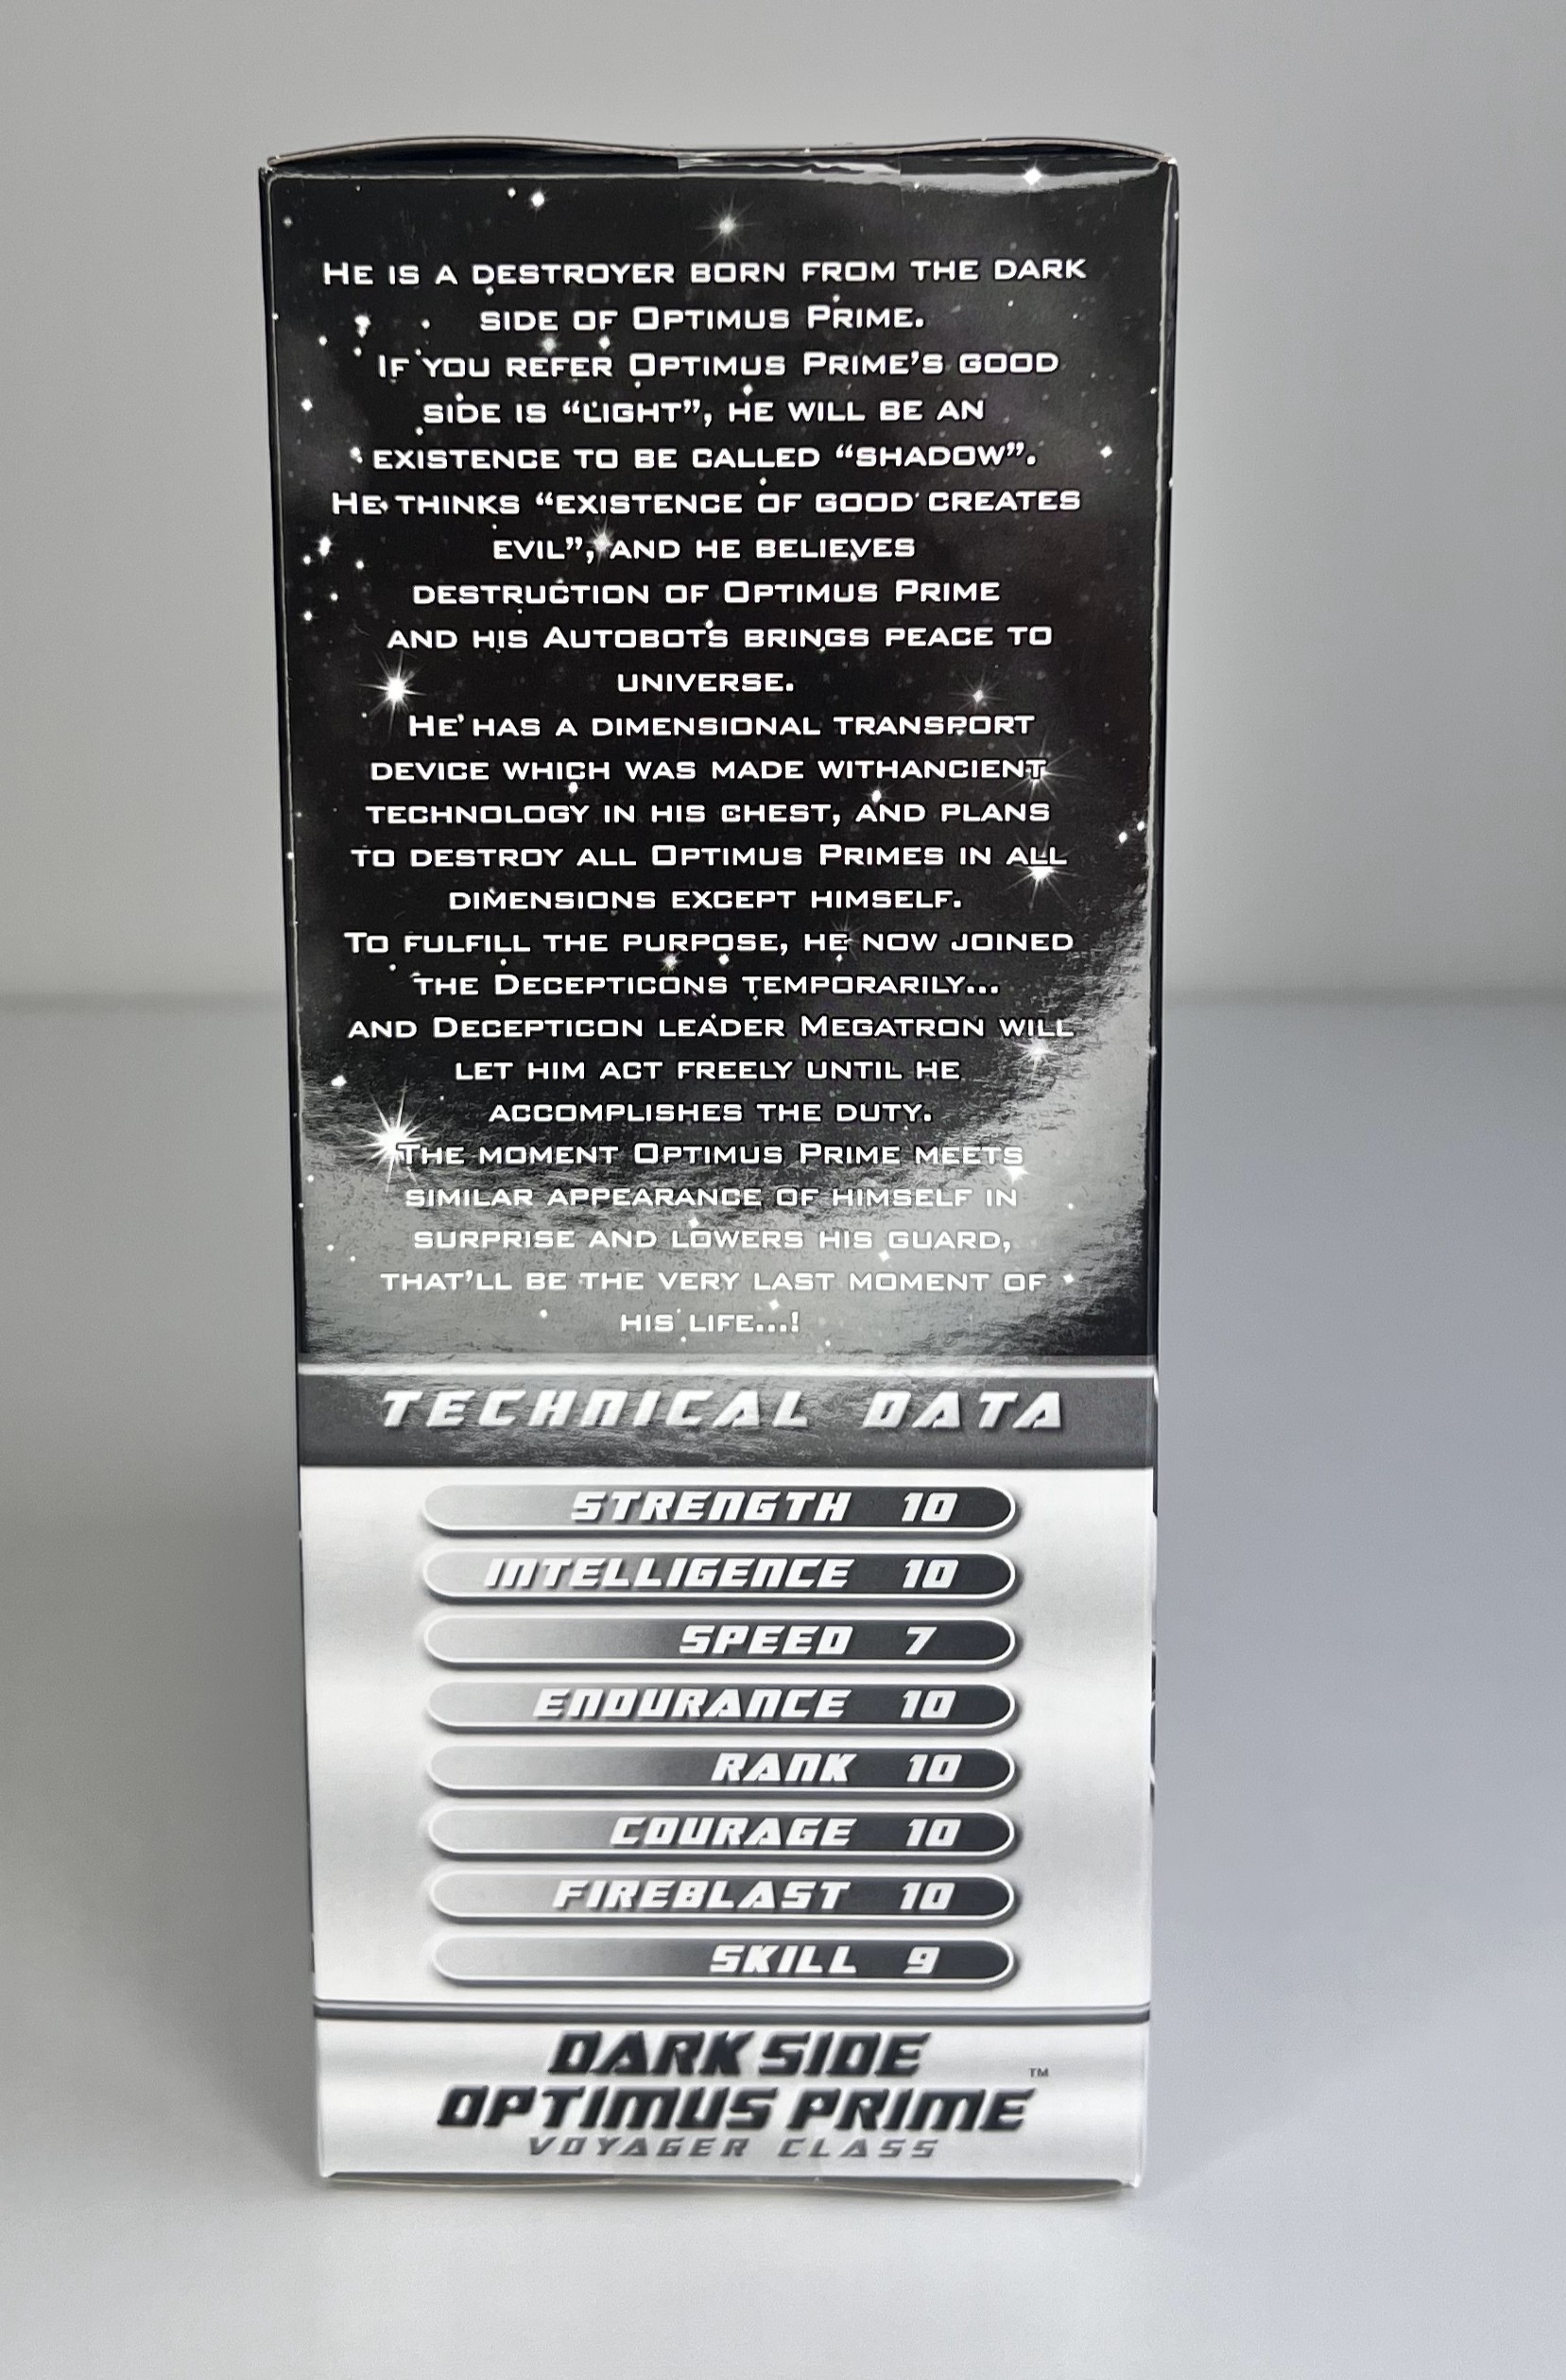 He is a destroyer born from the dark
side of Optimus Prime.
If you refer Optimus Prime's good
side is “light”, he will be an
existence to be called “shadow”.
He thinks “existence of good creates
evil”, and he believes
destruction of Optimus Prime
and his Autobots brings peace to
universe.
He has a dimensional transport
device which was made withancient
technology in his chest, and plans
to destroy all Optimus Primes in all
dimensions except himself.
To fulfill the purpose, he now joined
the Decepticons temporarily...
and Decepticon leader Megatron will
let him act freely until he
accomplishes the duty.
The moment Optimus Prime meets
similar appearance of himself in
surprise and lowers his guard,
that'll be the very last moment of
his life...!
TECHNICAL DATA
STRENGTH 10
INTELLIGENCE 10
SPEED 7
ENDURANCE 10
RANK 10
COURAGE 10
FIREBLAST 10
SKILL 9
DARK SIDE
OPTIMUS PRIME™
VOYAGER CLASS